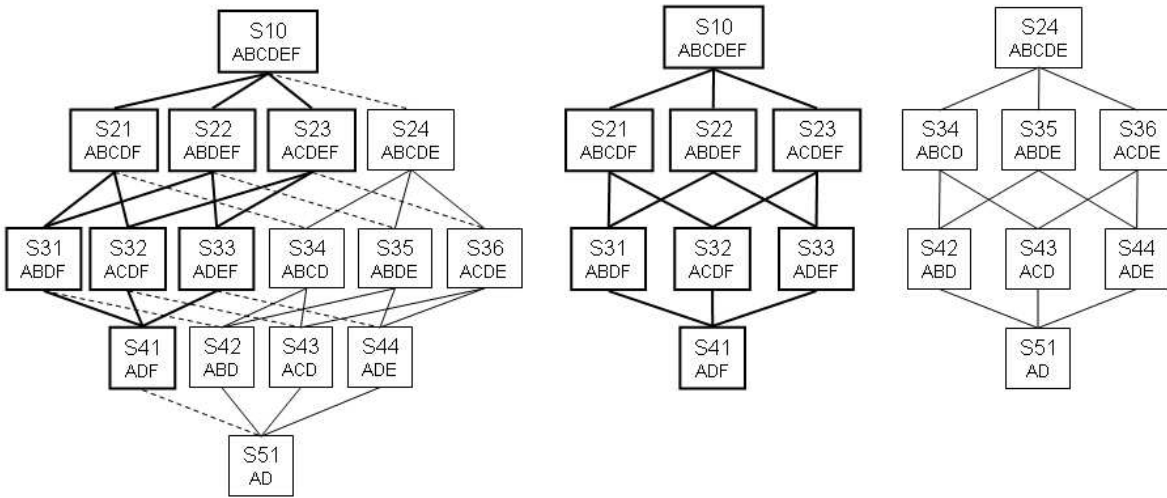 S10
ABCDEF
S21
ABCDF
S22
ABDEF
S23
ACDEF
S24
ABCDE
S31
ABDF
S32
ACDF
S33
ADEF
S34
ABCD
S35
ABDE
S36
ACDE
S41
ADF
S42
ABD
S43
ACD
S44
ADE
S51
AD
S10
ABCDEF
S21
ABCDF
S22
ABDEF
S23
ACDEF
S31
ABDF
S32
ACDF
S33
ADEF
S41
ADF
S24
ABCDE
S34
ABCD
S35
ABDE
S36
ACDE
S42
ABD
S43
ACD
S44
ADE
S51
AD